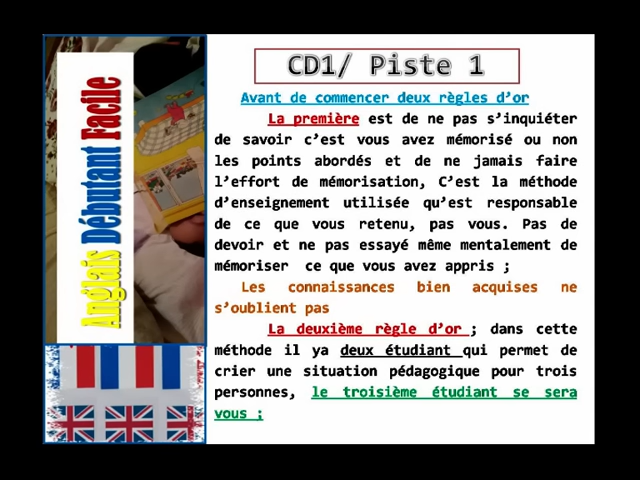 CD1/ Piste 1
Avant de commencer deux règles d’or
La première est de ne pas s’inquiéter
de savoir c’est vous avez mémorisé ou non
les points abordés et de ne jamais faire
l’effort de mémorisation, C’est la méthode
d’enseignement utilisée qu’est responsable
de ce que vous retenu, pas vous. Pas de
devoir et ne pas essayé même mentalement de
mémoriser ce que vous avez appris ;
Les connaissances bien acquises ne
s’oublient pas
La deuxième règle d’or ; dans cette
méthode il ya deux étudiant qui permet de
crier une situation pédagogique pour trois
personnes, le troisième étudiant se sera
vous ;
Anglais Débutant Facile